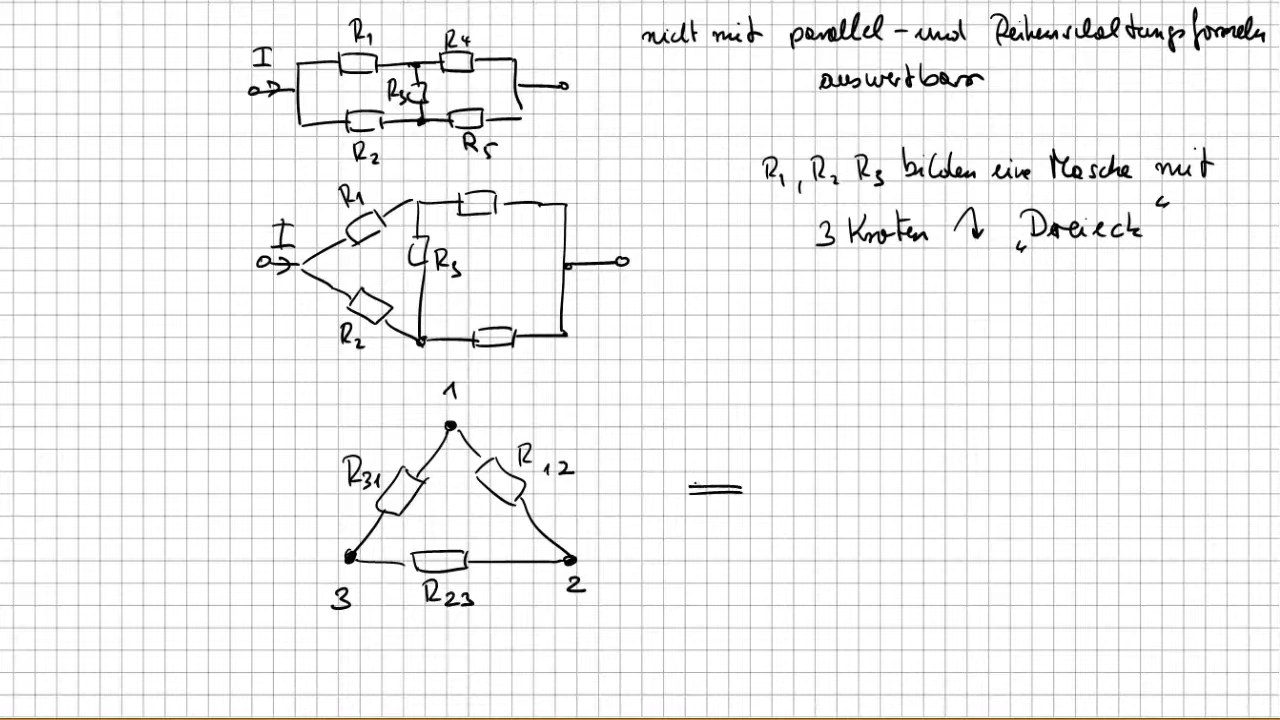 nicht mit parallel- und Reihenschaltungsformeln
auswertbar
I
R1
R4
R3
R2
R5
R1, R2 R3 bilden eine Masche mit
3 Knoten ⤵ „Dreieck“
I
R1
R3
R2
1
R31
R12
=
3
R23
2